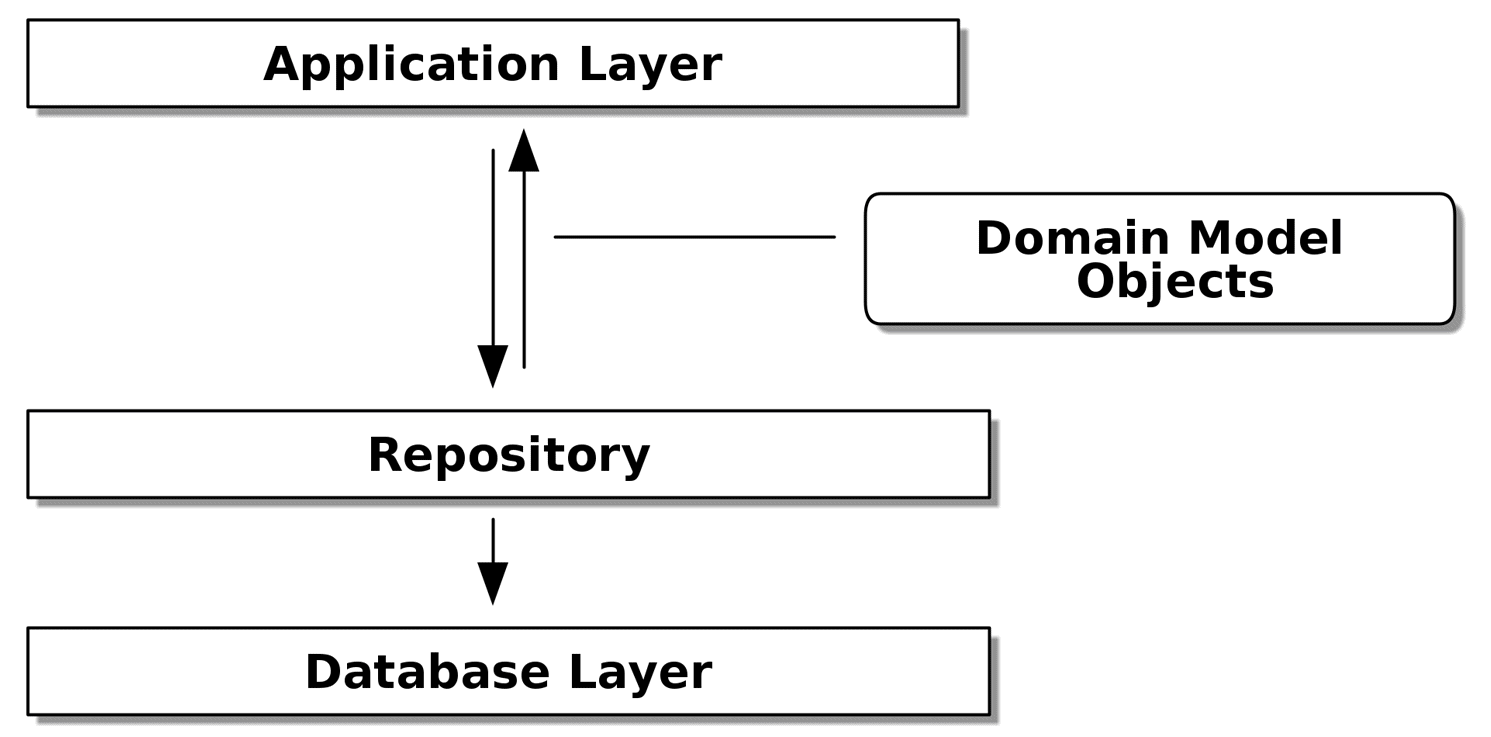 Application Layer
Domain Model
Objects
Repository
Database Layer